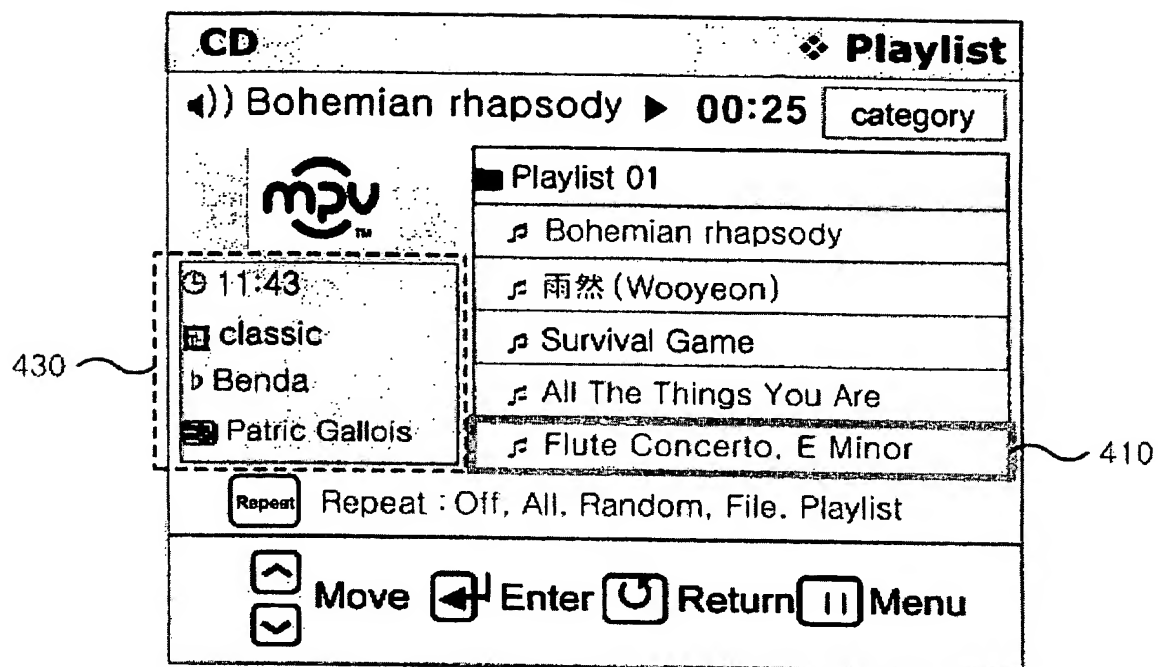 CD
❖ Playlist
Bohemian rhapsody ▶ 00:25
category
mpv TM
Playlist 01
Bohemian rhapsody
雨然 (Wooyeon)
Survival Game
All The Things You Are
Flute Concerto, E Minor
11:43
classic
Benda
Patric Gallois
430
410
Repeat
Repeat : Off, All, Random, File. Playlist
Move
Enter
Return
Menu